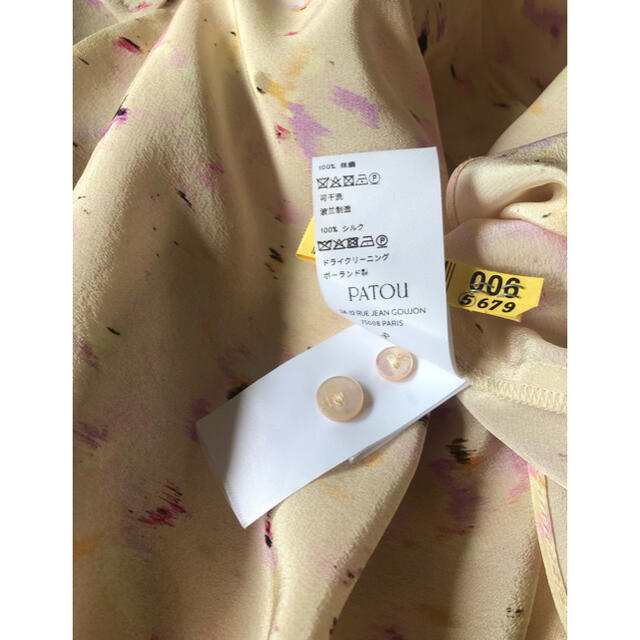 100% 丝绸
可干洗
波兰制造
100% シルク
ドライクリーニング
ポーランド製
PATOU
RUE JEAN GOUJON
75008 PARIS
006
⑤679